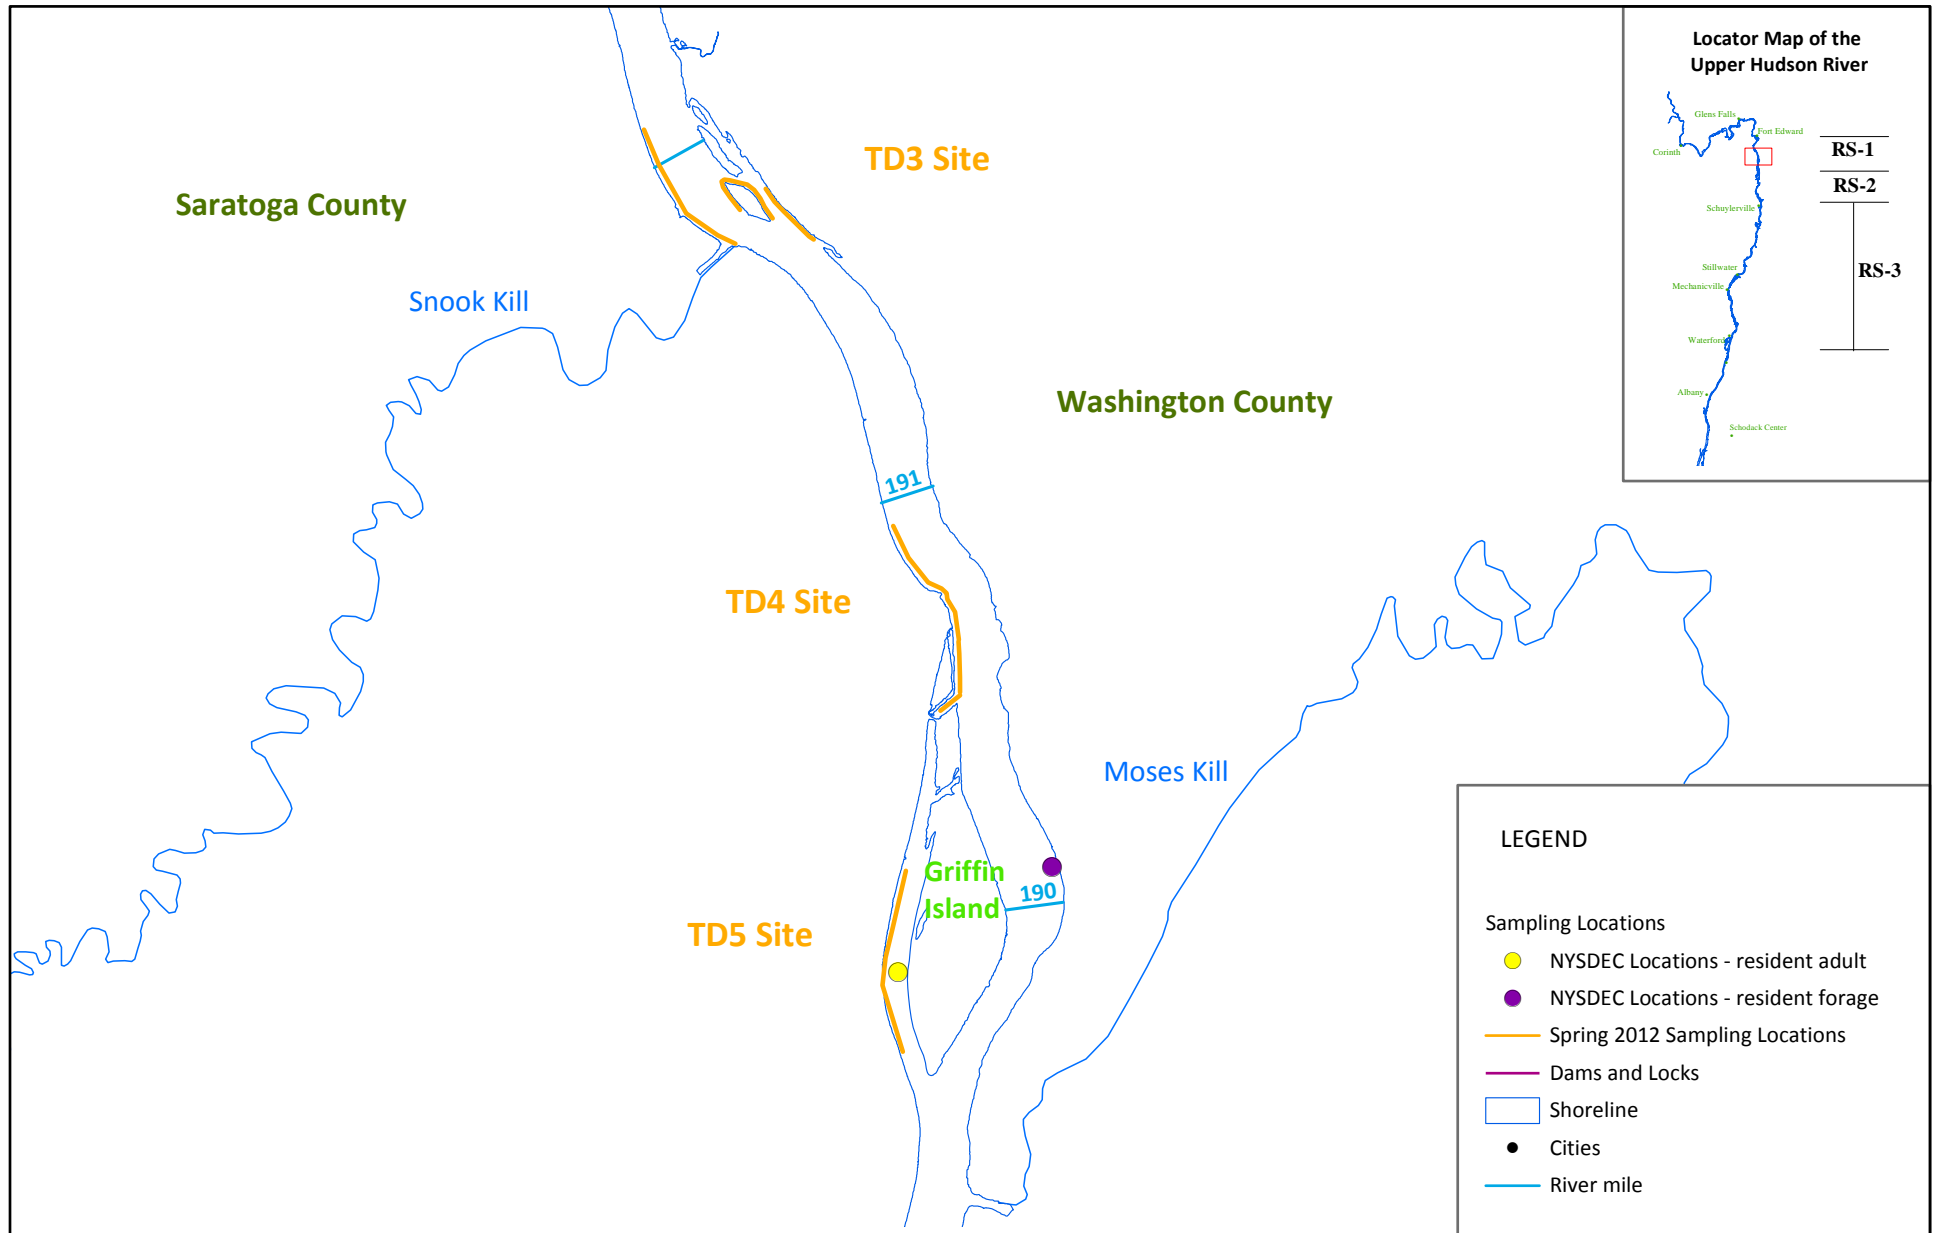 Locator Map of the
Upper Hudson River
Glens Falls
Fort Edward
Corinth
RS-1
RS-2
Schuylerville
RS-3
Stillwater
Mechanicville
Waterford
Albany
Schodack Center
TD3 Site
Saratoga County
Snook Kill
Washington County
191
TD4 Site
Moses Kill
Griffin
Island
190
TD5 Site
LEGEND
Sampling Locations
NYSDEC Locations - resident adult
NYSDEC Locations - resident forage
Spring 2012 Sampling Locations
Dams and Locks
Shoreline
Cities
River mile